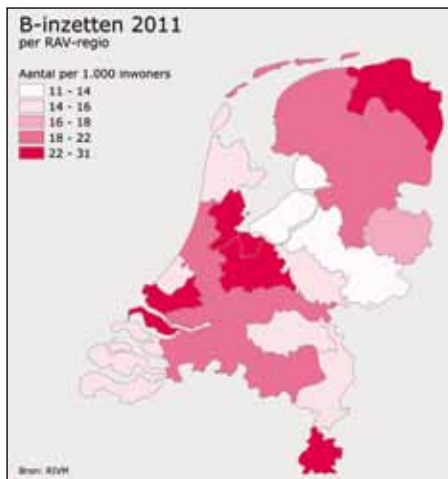 B-inzetten 2011
per RAV-regio
Aantal per 1.000 inwoners
11 - 14
14 - 16
16 - 18
18 - 22
22 - 31
Bron: RIVM